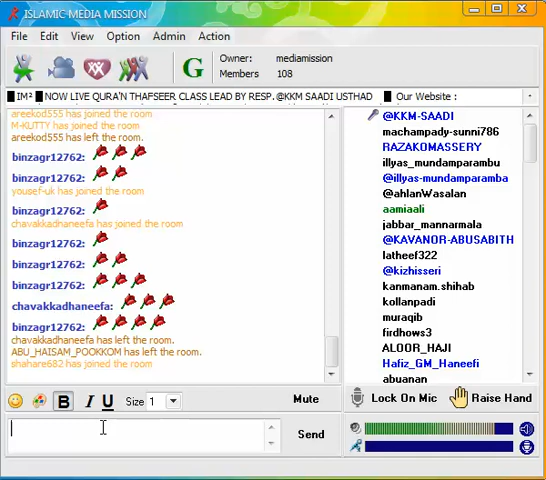 ISLAMIC MEDIA MISSION
File Edit View Option Admin Action
G
Owner: mediamission
Members 108
IM² NOW LIVE QURA'N THAFSEER CLASS LEAD BY RESP.@KKM SAADI USTHAD Our Website :
areekod555 has joined the room
M-KUTTY has joined the room
areekod555 has left the room.
binzagr12762:
binzagr12762:
yousef-uk has joined the room
binzagr12762:
chavakkadhaneefa has joined the room
binzagr12762:
binzagr12762:
binzagr12762:
chavakkadhaneefa:
binzagr12762:
chavakkadhaneefa has left the room.
ABU_HAISAM_POOKKOM has left the room.
shahare682 has joined the room
@KKM-SAADI
machampady-sunni786
RAZAKOMASSERY
illyas_mundamparambu
@illyas-mundamparamba
@ahlanWasalan
aamiaali
jabbar_mannarmala
@KAVANOR-ABUSABITH
latheef322
@kizhisseri
kanmanam.shihab
kollanpadi
muraqib
firdhows3
ALOOR_HAJI
Hafiz_GM_Haneefi
abuanan
B I U Size 1 Mute
Lock On Mic Raise Hand
Send